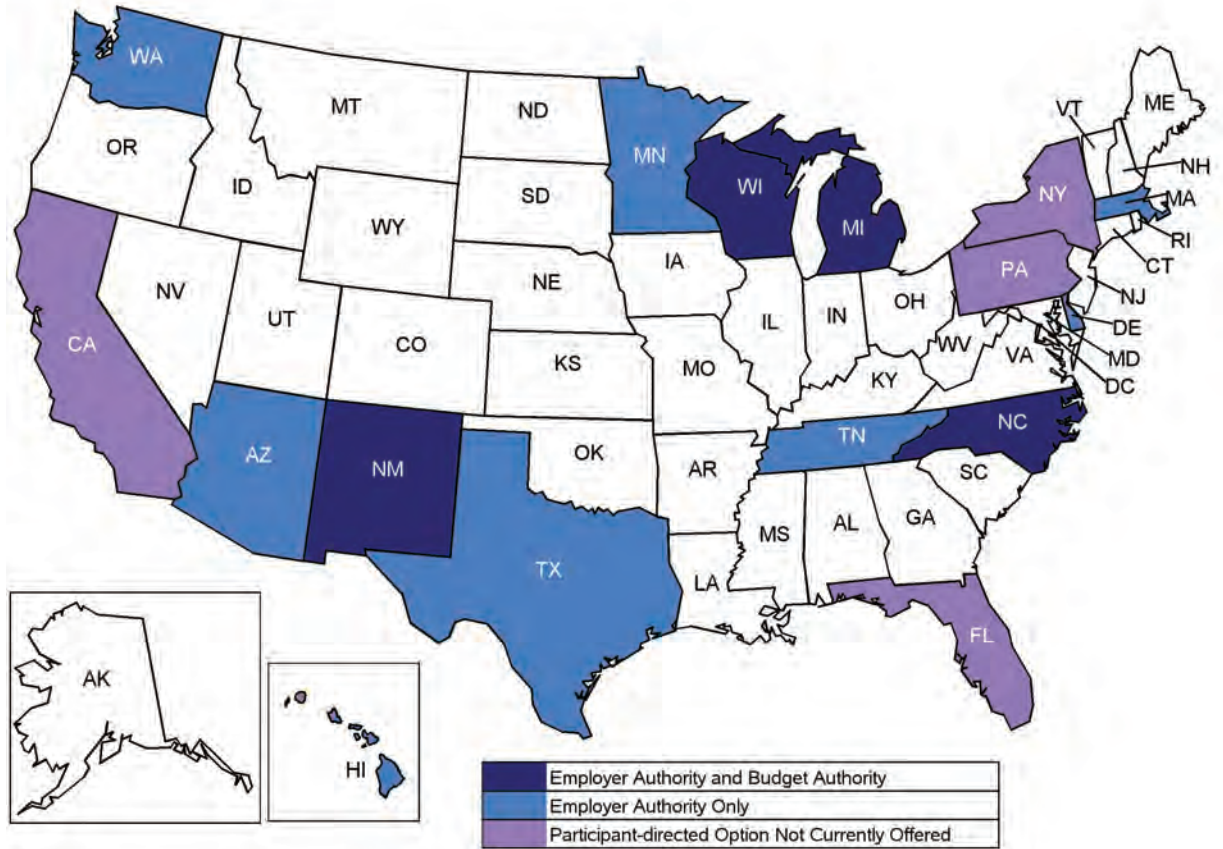 WA
MT
ND
MN
VT
ME
OR
ID
SD
WI
MI
NY
NH
MA
RI
CT
WY
IA
PA
NJ
NE
NV
UT
CO
IL
IN
OH
DE
MD
DC
CA
KS
MO
WV
VA
KY
AZ
NM
OK
AR
TN
NC
SC
TX
LA
MS
AL
GA
FL
AK
HI
Employer Authority and Budget Authority
Employer Authority Only
Participant-directed Option Not Currently Offered